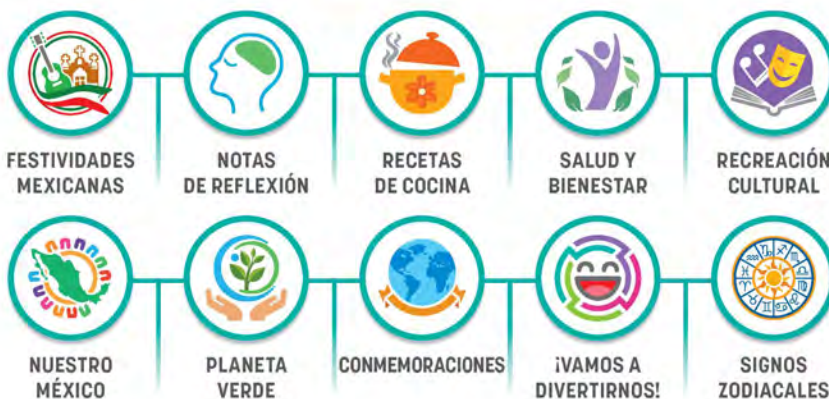 FESTIVIDADES
MEXICANAS
NOTAS
DE REFLEXIÓN
RECETAS
DE COCINA
SALUD Y
BIENESTAR
RECREACIÓN
CULTURAL
NUESTRO
MÉXICO
PLANETA
VERDE
CONMEMORACIONES
¡VAMOS A
DIVERTIRNOS!
SIGNOS
ZODIACALES